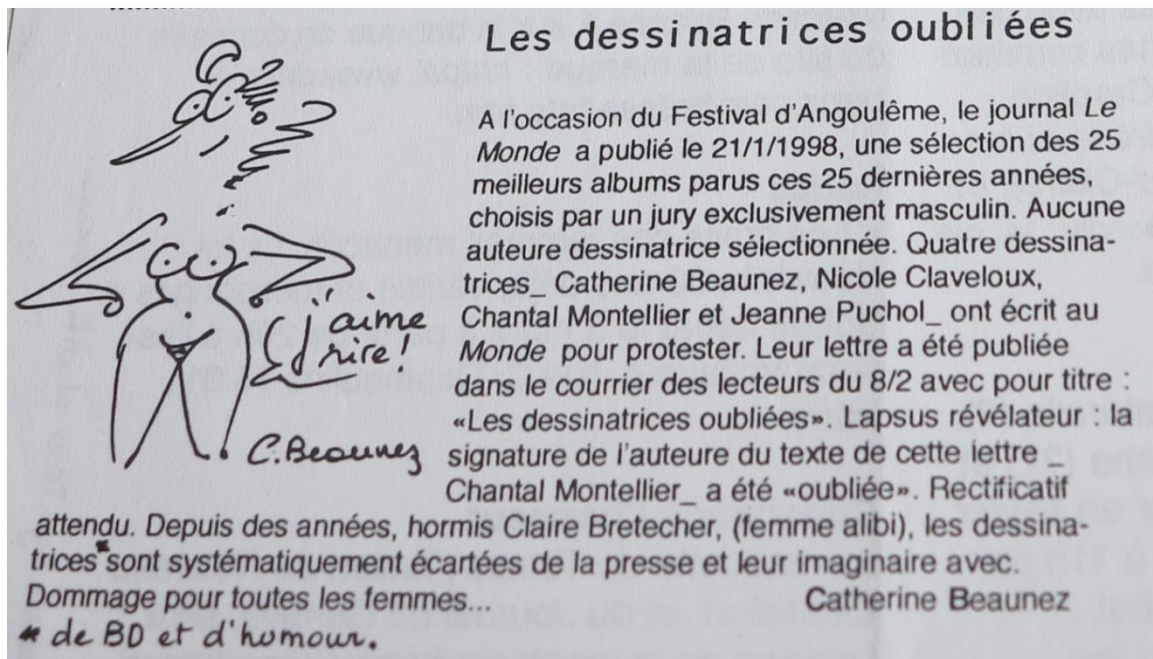 Les dessinatrices oubliées
A l'occasion du Festival d'Angoulême, le journal Le
Monde a publié le 21/1/1998, une sélection des 25
meilleurs albums parus ces 25 dernières années,
choisis par un jury exclusivement masculin. Aucune
auteure dessinatrice sélectionnée. Quatre dessina-
trices_ Catherine Beaunez, Nicole Claveloux,
Chantal Montellier et Jeanne Puchol_ ont écrit au
Monde pour protester. Leur lettre a été publiée
dans le courrier des lecteurs du 8/2 avec pour titre :
«Les dessinatrices oubliées». Lapsus révélateur : la
signature de l'auteure du texte de cette lettre _
Chantal Montellier_ a été «oubliée». Rectificatif
attendu. Depuis des années, hormis Claire Bretecher, (femme alibi), les dessina-
trices* sont systématiquement écartées de la presse et leur imaginaire avec.
Dommage pour toutes les femmes... Catherine Beaunez
* de BD et d'humour.
j'aime
rire!
C. Beaunez